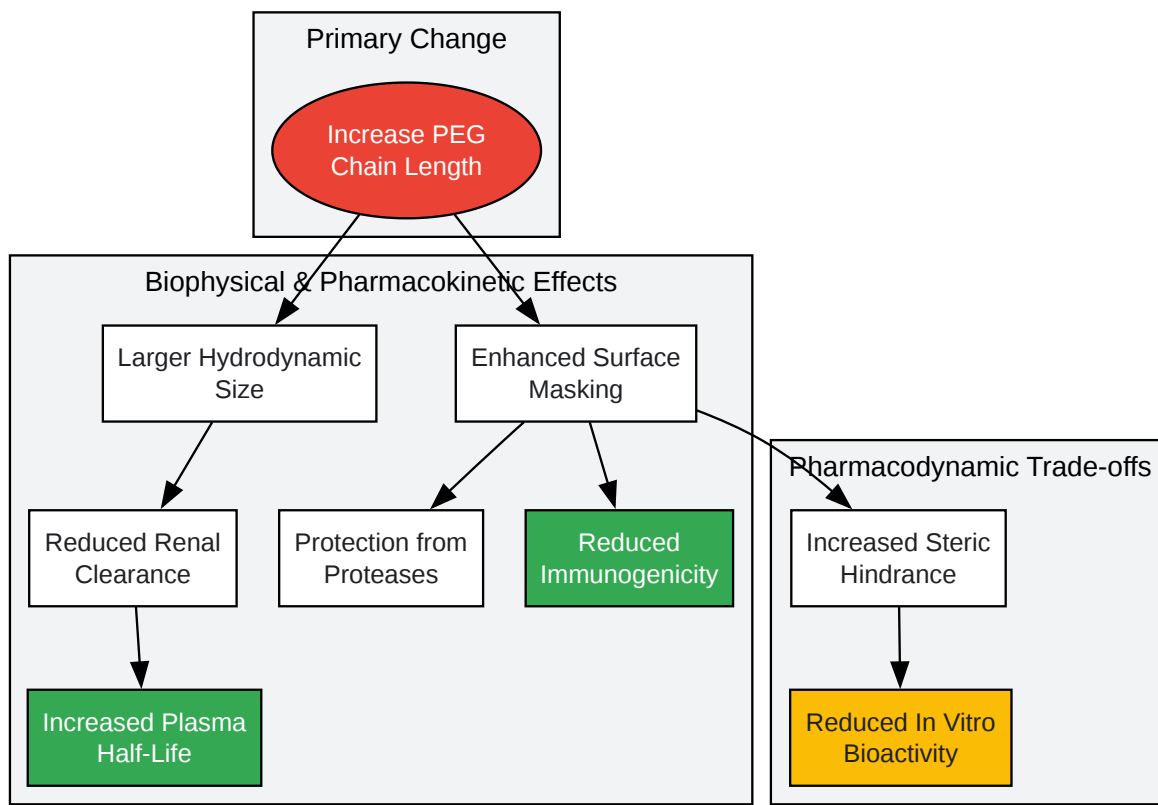 Primary Change
Increase PEG
Chain Length
Biophysical & Pharmacokinetic Effects
Larger Hydrodynamic
Size
Enhanced Surface
Masking
Pharmacodynamic Trade-offs
Reduced Renal
Clearance
Protection from
Proteases
Reduced
Immunogenicity
Increased Steric
Hindrance
Increased Plasma
Half-Life
Reduced In Vitro
Bioactivity